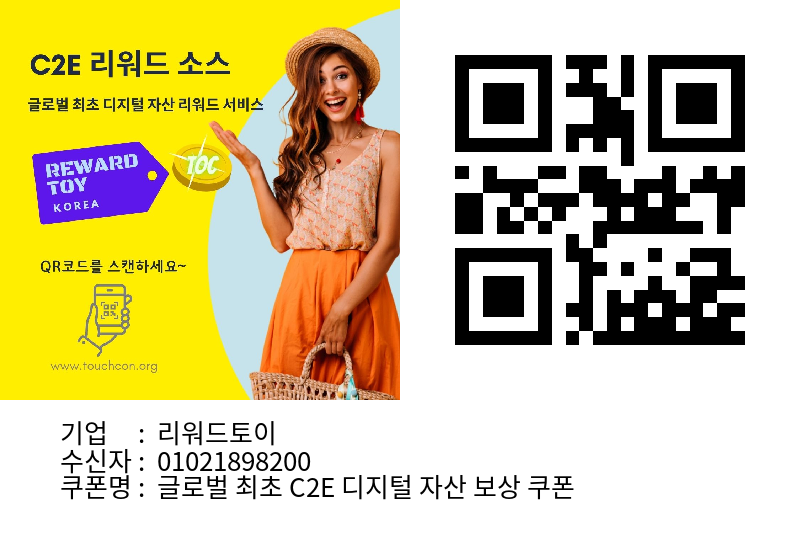 C2E 리워드 소스
글로벌 최초 디지털 자산 리워드 서비스
REWARD
TOY
KOREA
TOC
QR코드를 스캔하세요~
www.touchcon.org
기업 : 리워드토이
수신자 : 01021898200
쿠폰명 : 글로벌 최초 C2E 디지털 자산 보상 쿠폰